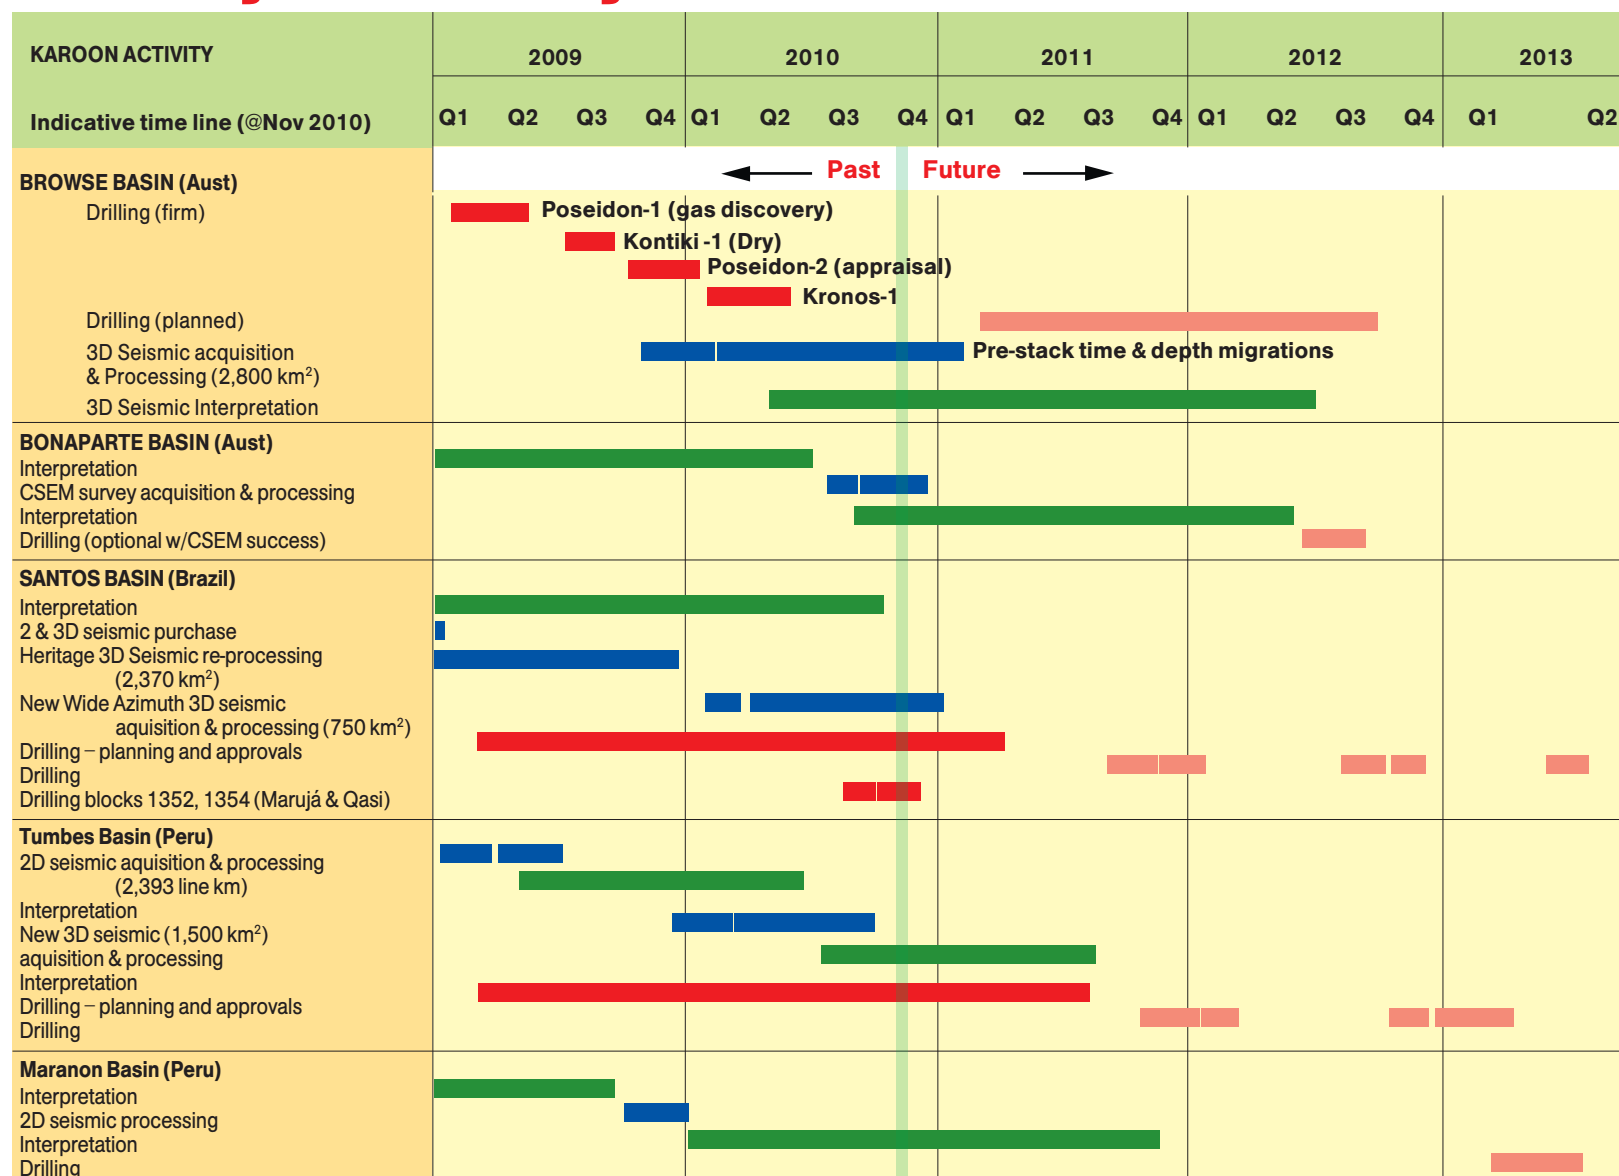 KAROON ACTIVITY
2009 2010 2011 2012 2013
Indicative time line (@Nov 2010)
Q1 Q2 Q3 Q4 Q1 Q2 Q3 Q4 Q1 Q2 Q3 Q4 Q1 Q2 Q3 Q4 Q1 Q2
Past Future
BROWSE BASIN (Aust)
Drilling (firm)
Poseidon-1 (gas discovery)
Kontiki -1 (Dry)
Poseidon-2 (appraisal)
Kronos-1
Drilling (planned)
3D Seismic acquisition
& Processing (2,800 km²)
Pre-stack time & depth migrations
3D Seismic Interpretation
BONAPARTE BASIN (Aust)
Interpretation
CSEM survey acquisition & processing
Interpretation
Drilling (optional w/CSEM success)
SANTOS BASIN (Brazil)
Interpretation
2 & 3D seismic purchase
Heritage 3D Seismic re-processing
(2,370 km²)
New Wide Azimuth 3D seismic
aquisition & processing (750 km²)
Drilling – planning and approvals
Drilling
Drilling blocks 1352, 1354 (Marujá & Qasi)
Tumbes Basin (Peru)
2D seismic aquisition & processing
(2,393 line km)
Interpretation
New 3D seismic (1,500 km²)
aquisition & processing
Interpretation
Drilling – planning and approvals
Drilling
Maranon Basin (Peru)
Interpretation
2D seismic processing
Interpretation
Drilling